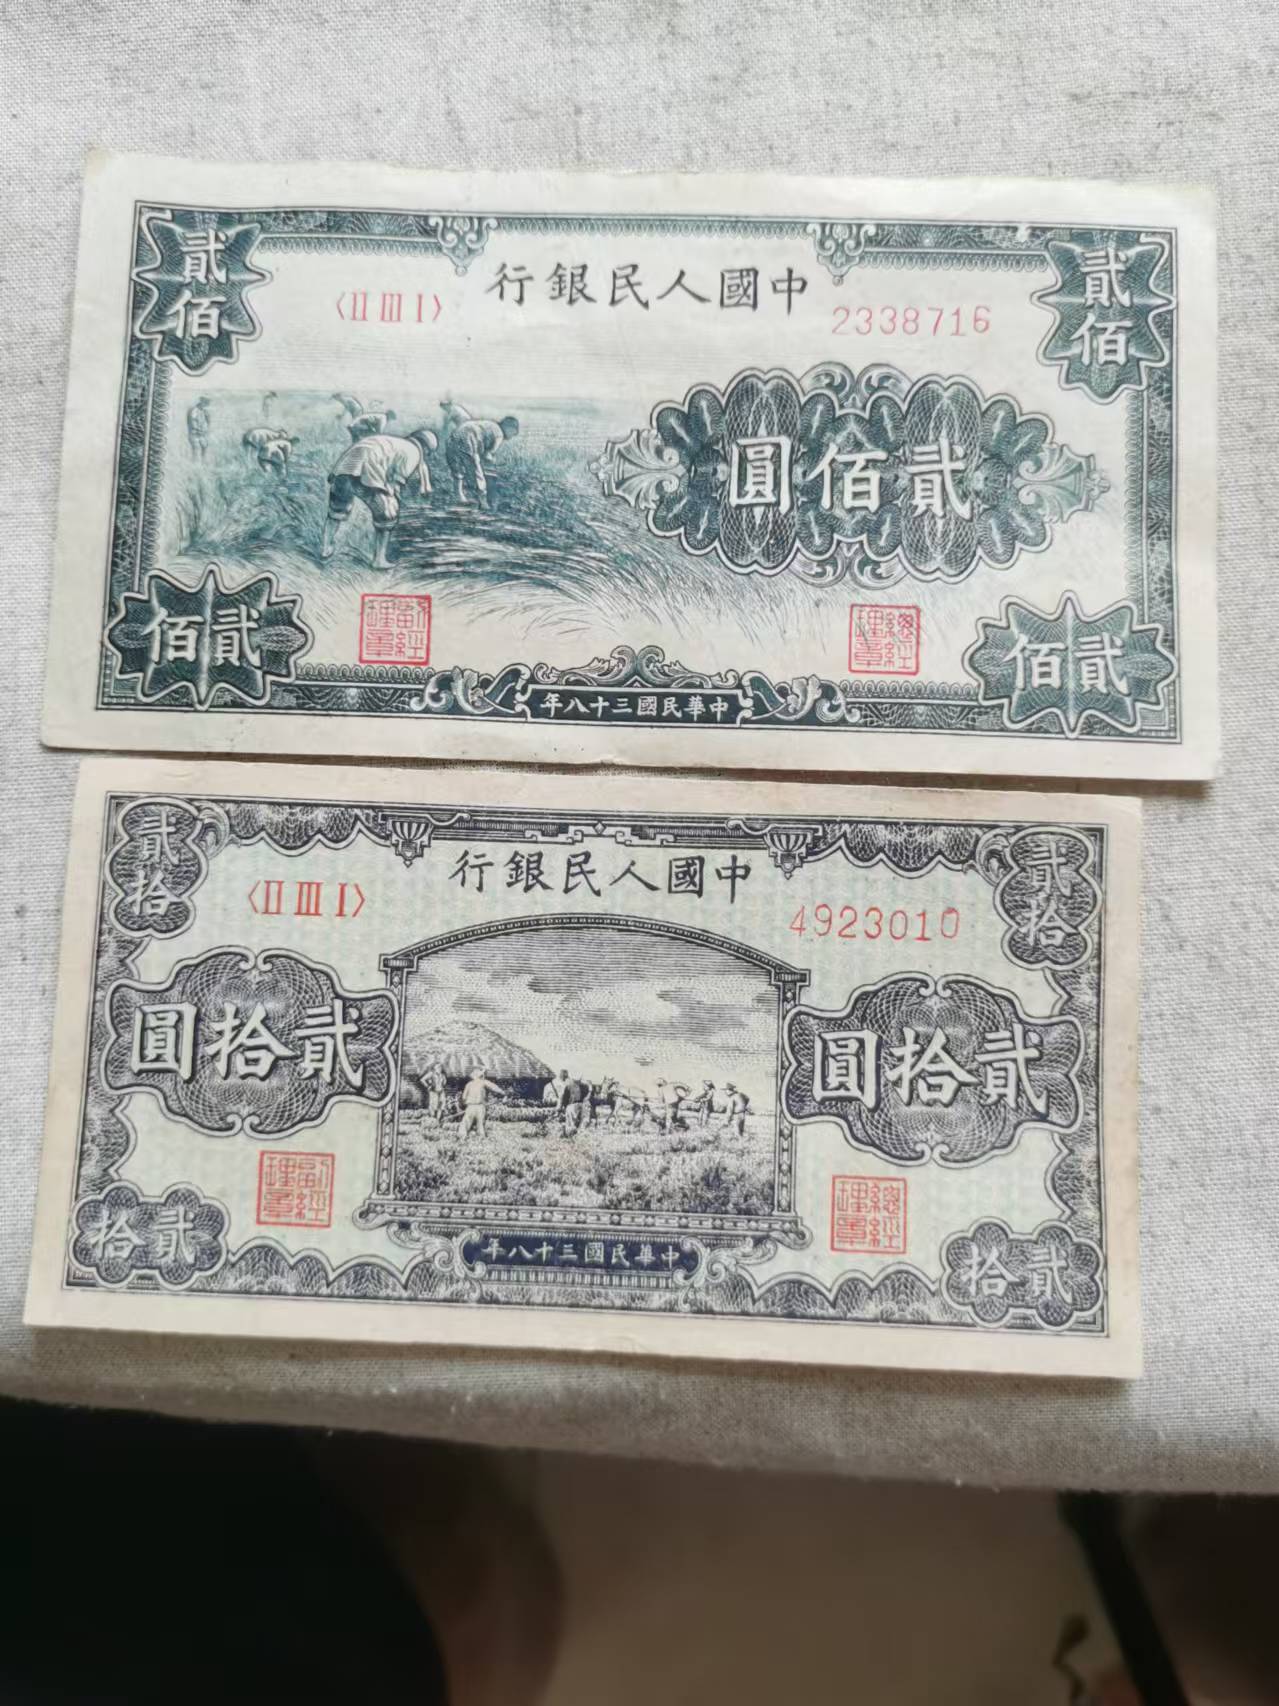 貳佰
中國人民銀行
〈II III I〉
2338716
貳佰
貳佰圓
副經理章
總經理章
貳佰
中華民國三十八年
貳佰
貳拾
中國人民銀行
〈II III I〉
4923010
貳拾
貳拾圓
貳拾圓
副經理章
總經理章
貳拾
中華民國三十八年
貳拾